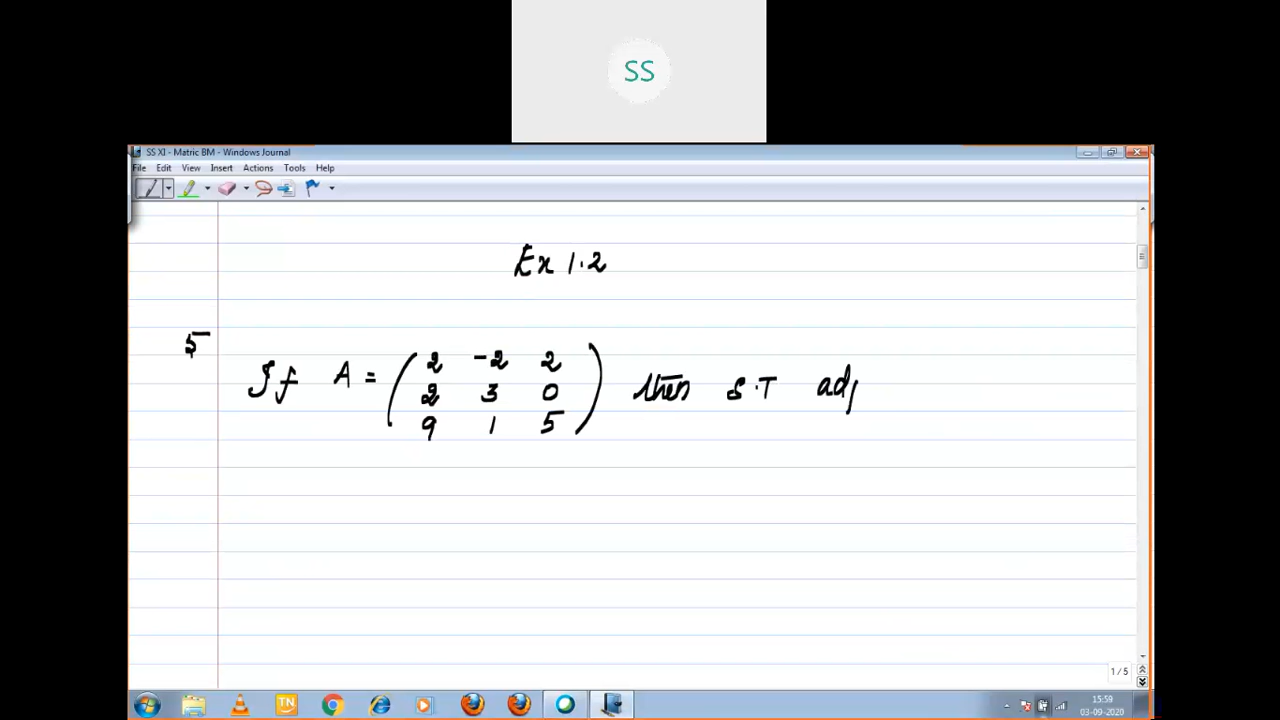 SS
SS XI - Matric BM - Windows Journal
File Edit View Insert Actions Tools Help
Ex 1.2
5
If A = ( 2 -2 2
2 3 0
9 1 5 ) then S.T adj
1 / 5
TN
15:59
03-09-2020